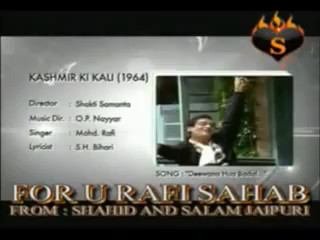 S
KASHMIR KI KALI (1964)
Director : Shakti Samanta
Music Dir. : O.P. Nayyar
Singer : Mohd. Rafi
Lyricist : S.H. Bihari
SONG : "Deewana Hua Badal..."
FOR U RAFI SAHAB
FROM : SHAHID AND SALAM JAIPURI